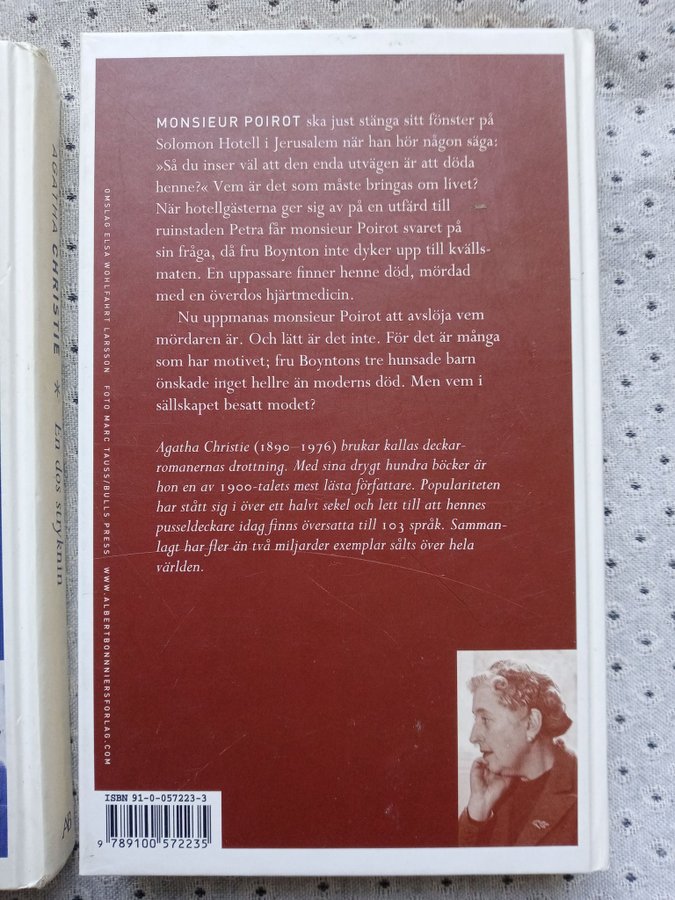 AGATHA CHRISTIE * En dos stryknin
MONSIEUR POIROT ska just stänga sitt fönster på
Solomon Hotell i Jerusalem när han hör någon säga:
»Så du inser väl att den enda utvägen är att döda
henne?« Vem är det som måste bringas om livet?
När hotellgästerna ger sig av på en utfärd till
ruinstaden Petra får monsieur Poirot svaret på
sin fråga, då fru Boynton inte dyker upp till kvälls-
maten. En uppassare finner henne död, mördad
med en överdos hjärtmedicin.
Nu uppmanas monsieur Poirot att avslöja vem
mördaren är. Och lätt är det inte. För det är många
som har motivet; fru Boyntons tre hunsade barn
önskade inget hellre än moderns död. Men vem i
sällskapet besatt modet?
Agatha Christie (1890–1976) brukar kallas deckar-
romanernas drottning. Med sina drygt hundra böcker är
hon en av 1900-talets mest lästa författare. Populariteten
har stått sig i över ett halvt sekel och lett till att hennes
pusseldeckare idag finns översatta till 103 språk. Samman-
lagt har fler än två miljarder exemplar sålts över hela
världen.
OMSLAG ELSA WOHLFAHRT LARSSON FOTO MARC TAUSS/BULLS PRESS WWW.ALBERTBONNIERSFORLAG.COM
ISBN 91-0-057223-3
9 789100 572235